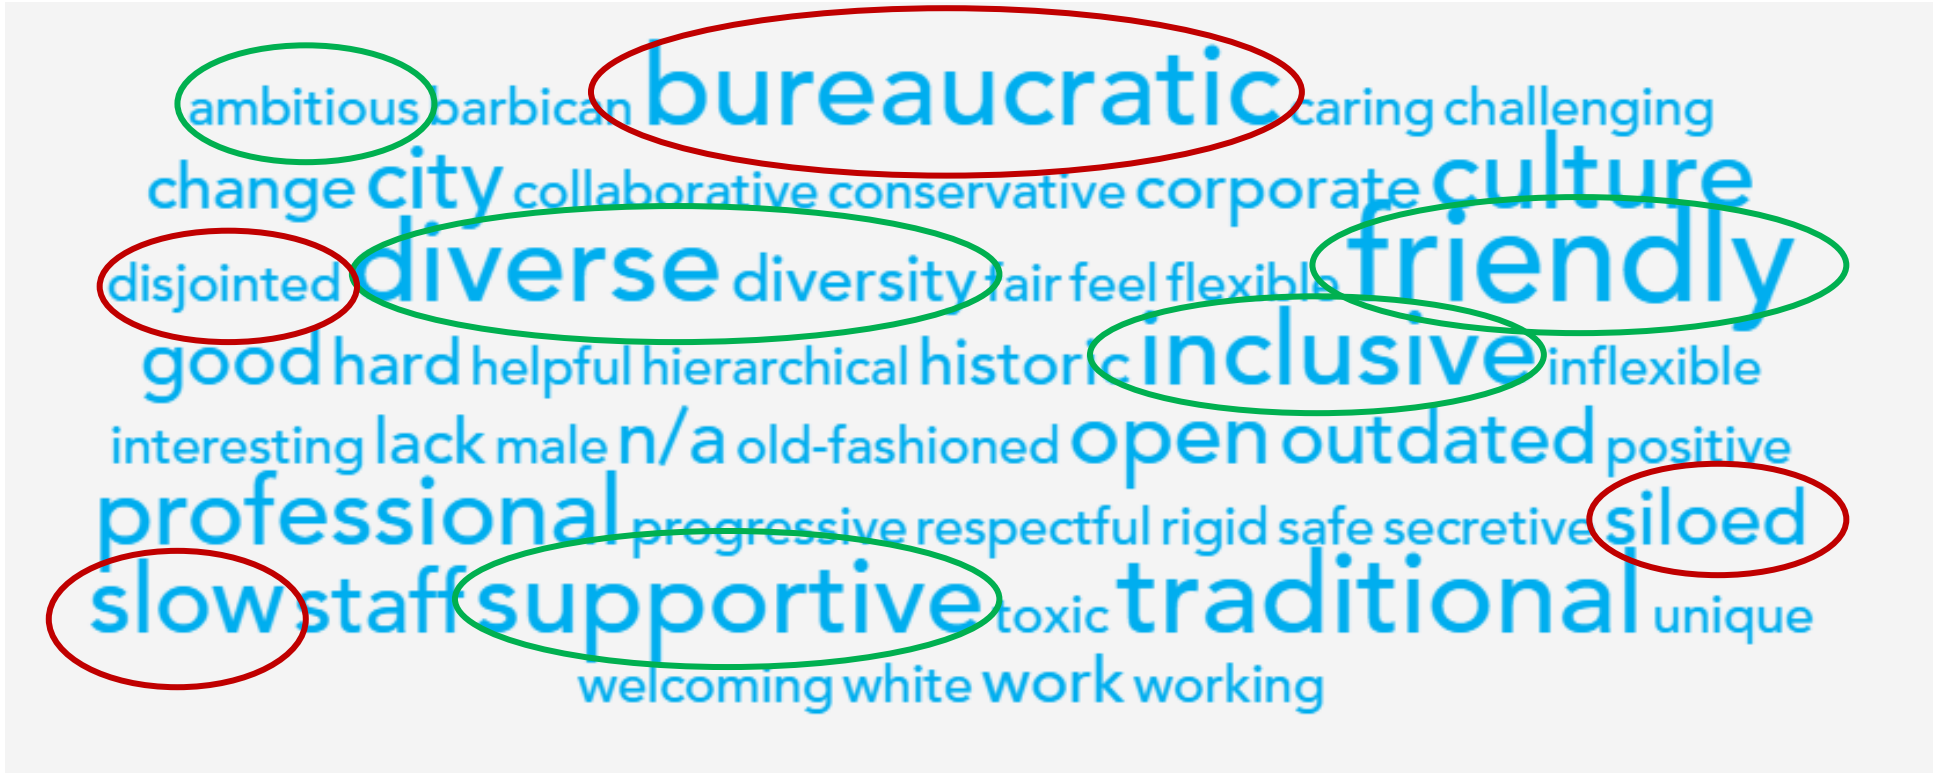 ambitious barbican bureaucratic caring challenging
change city collaborative conservative corporate culture
disjointed diverse diversity fair feel flexible friendly
good hard helpful hierarchical historic inclusive inflexible
interesting lack male n/a old-fashioned open outdated positive
professional progressive respectful rigid safe secretive siloed
slow staff supportive toxic traditional unique
welcoming white work working